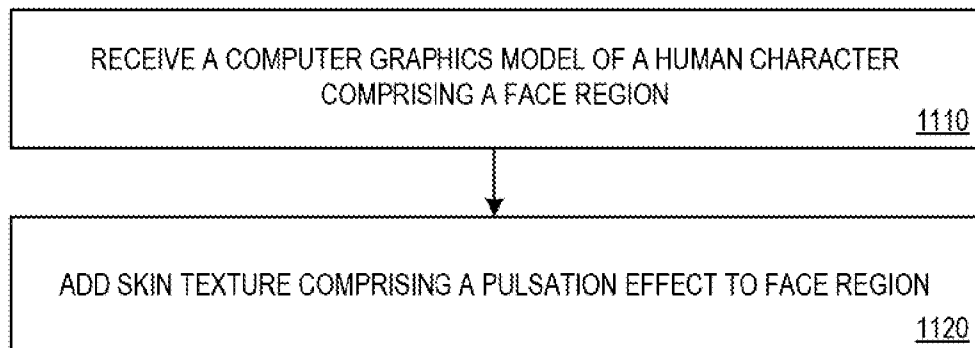 RECEIVE A COMPUTER GRAPHICS MODEL OF A HUMAN CHARACTER
COMPRISING A FACE REGION
1110
ADD SKIN TEXTURE COMPRISING A PULSATION EFFECT TO FACE REGION
1120